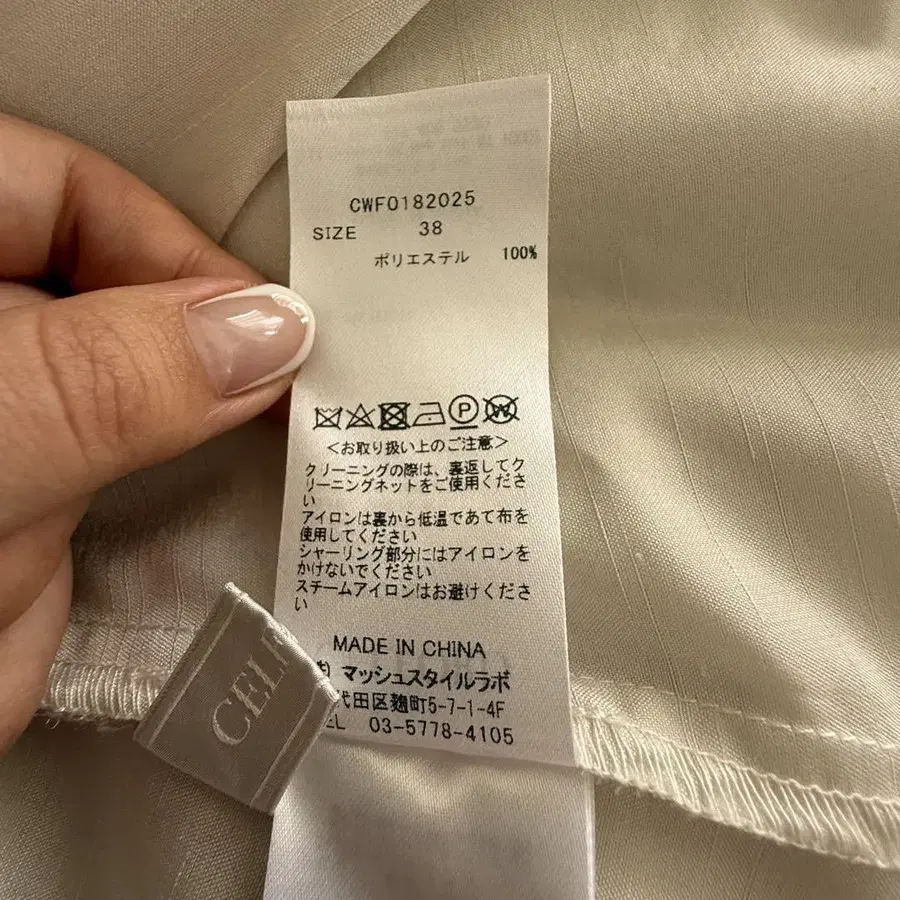 CWF0182025
SIZE 38
ポリエステル 100%
P W
<お取り扱い上のご注意>
クリーニングの際は、裏返してク
リーニングネットをご使用くださ
い
アイロンは裏から低温であて布を
使用してください
シャーリング部分にはアイロンを
かけないでください
スチームアイロンはお避けくださ
い
MADE IN CHINA
マッシュスタイルラボ
代田区麹町5-7-1-4F
EL 03-5778-4105
CEL